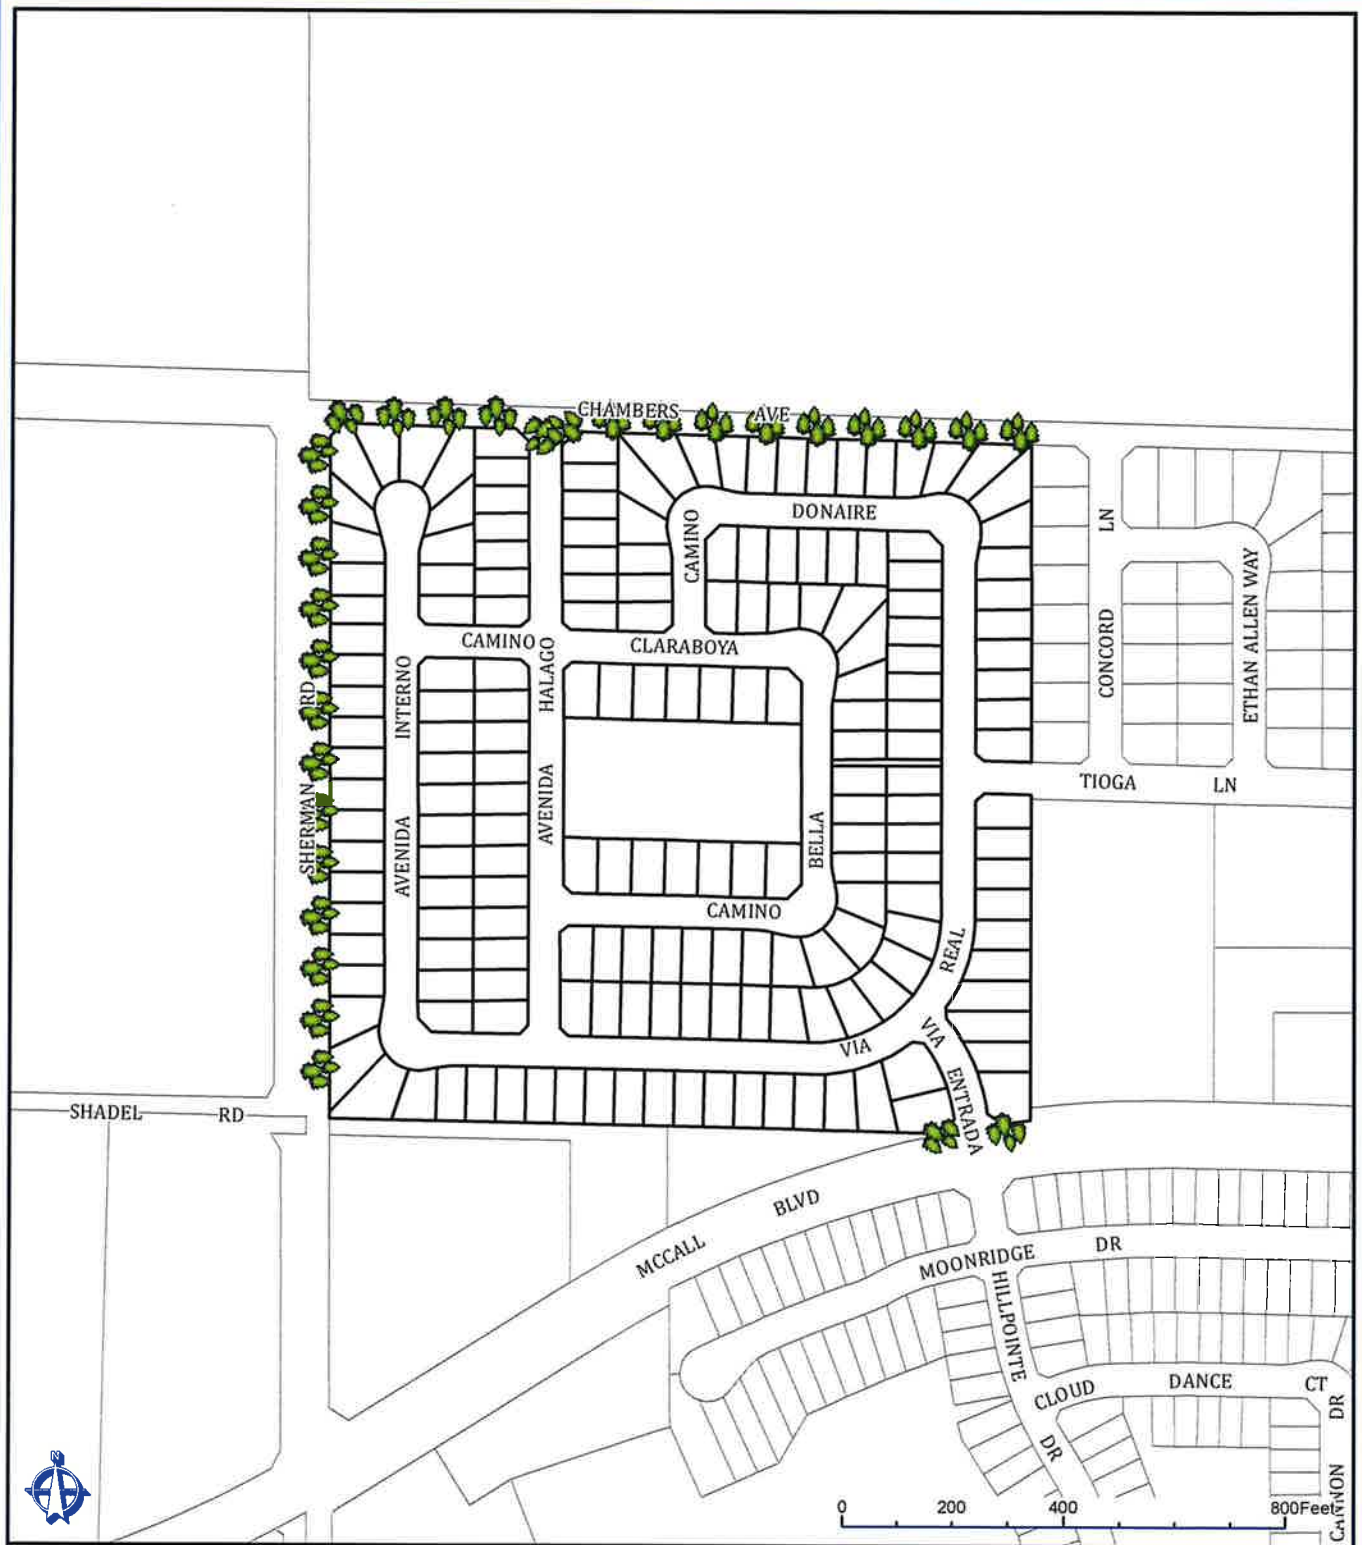 CHAMBERS AVE
DONAIRE
CAMINO
LN
CONCORD
ETHAN ALLEN WAY
CAMINO CLARABOYA
HALAGO
AVENIDA
INTERNO
AVENIDA
RD
SHERMAN
TIOGA LN
BELLA
CAMINO
REAL
VIA
VIA
ENTRADA
SHADEL RD
MCCALL BLVD
MOONRIDGE DR
HILLPOINTE
DR
CLOUD DANCE CT
DR
CANNON
N
0 200 400 800Feet